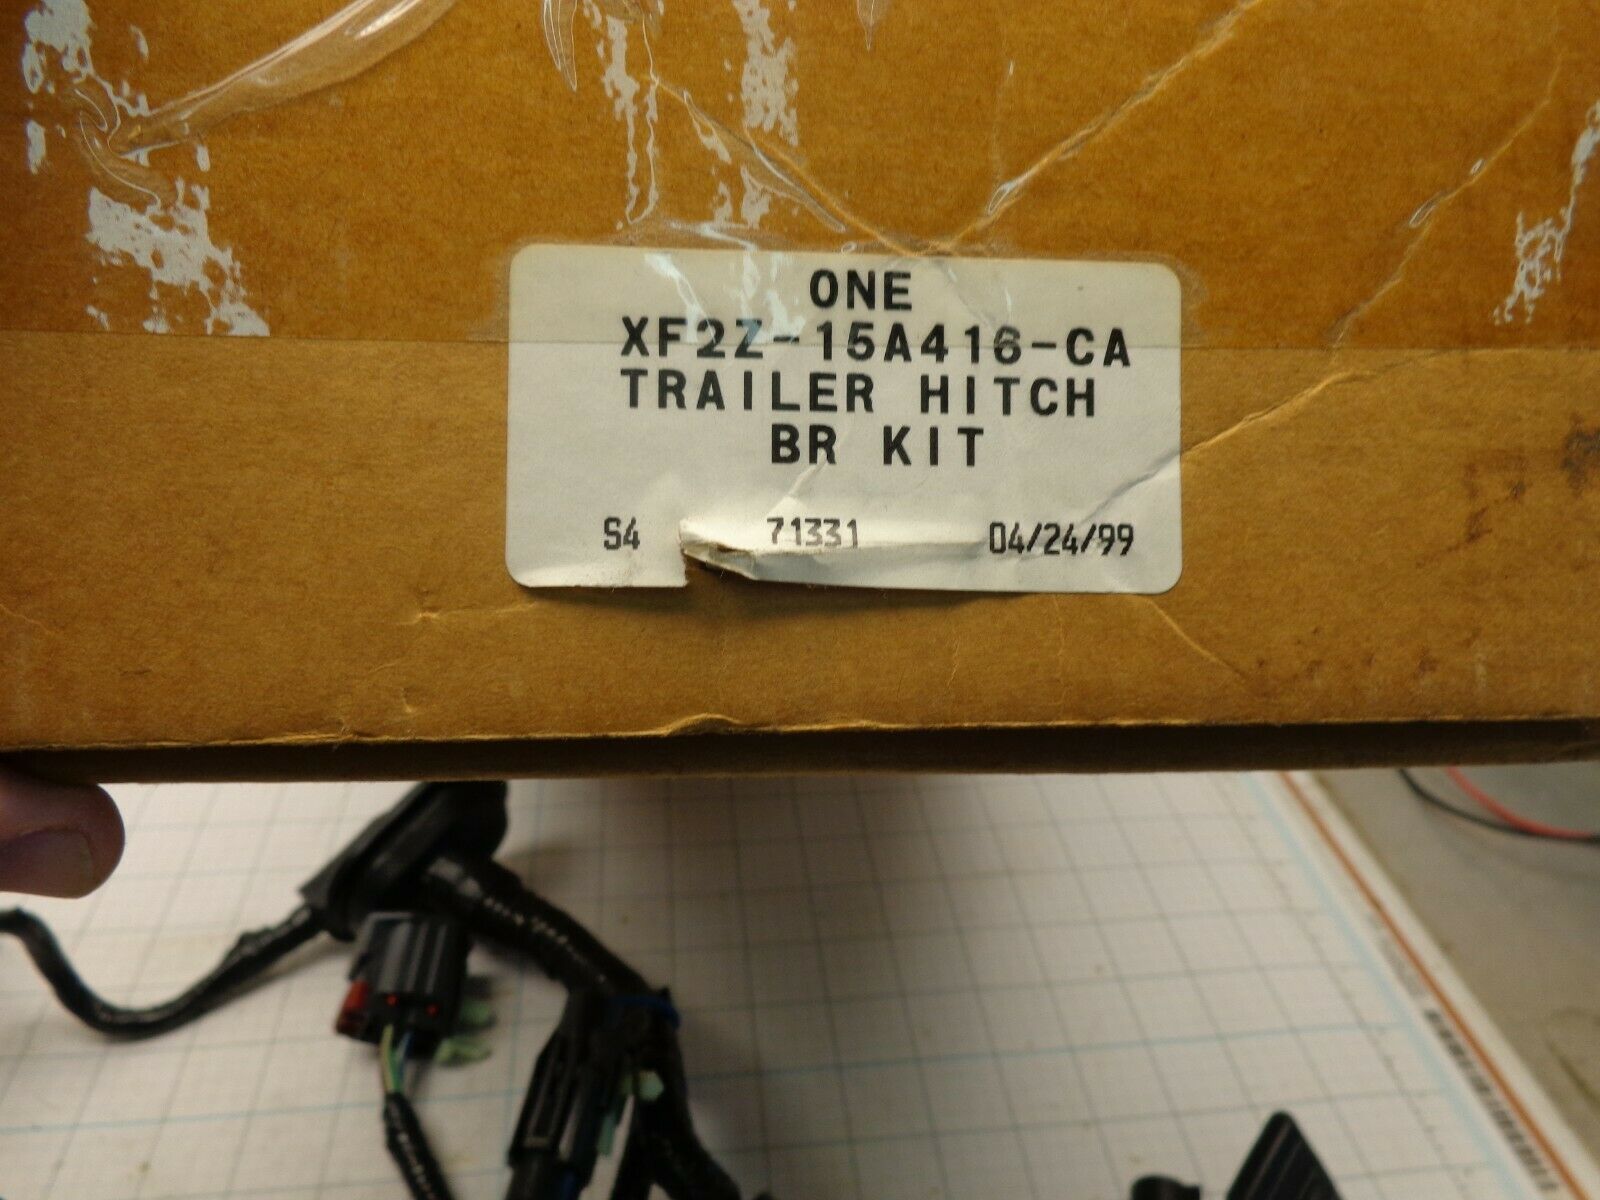 ONE
XF2Z-15A416-CA
TRAILER HITCH
BR KIT
S4 71331 04/24/99